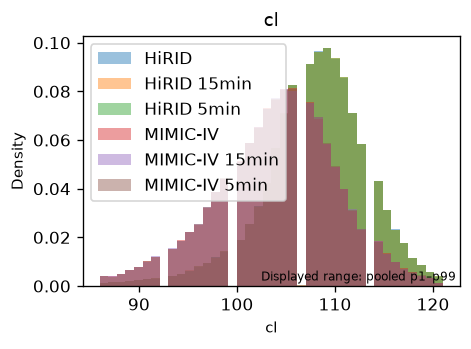 cl
0.10
0.08
0.06
0.04
0.02
0.00
Density
HiRID
HiRID 15min
HiRID 5min
MIMIC-IV
MIMIC-IV 15min
MIMIC-IV 5min
Displayed range: pooled p1–p99
90
100
110
120
cl